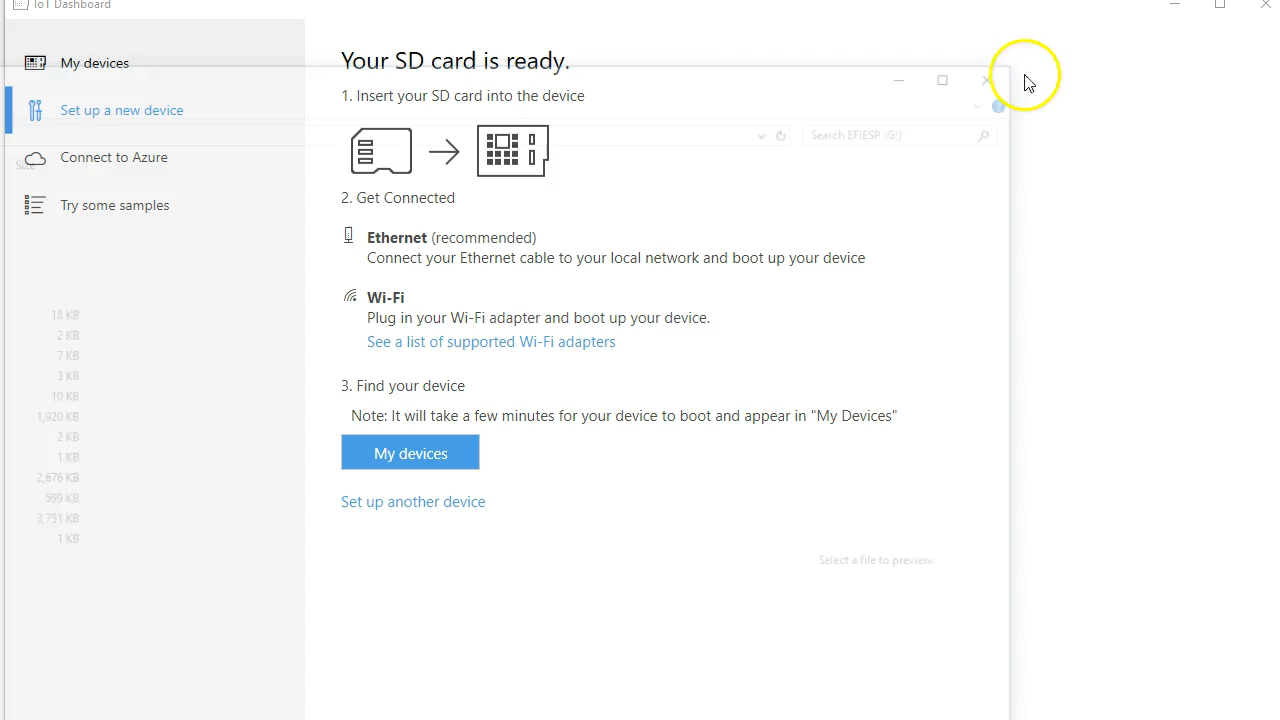 IoT Dashboard
My devices
Set up a new device
Connect to Azure
Try some samples
Size
18 KB
2 KB
7 KB
3 KB
10 KB
1,920 KB
2 KB
1 KB
2,676 KB
599 KB
3,751 KB
1 KB
Your SD card is ready.
1. Insert your SD card into the device
Search EFIESP (G:)
2. Get Connected
Ethernet (recommended)
Connect your Ethernet cable to your local network and boot up your device
Wi-Fi
Plug in your Wi-Fi adapter and boot up your device.
See a list of supported Wi-Fi adapters
3. Find your device
Note: It will take a few minutes for your device to boot and appear in "My Devices"
My devices
Set up another device
Select a file to preview.